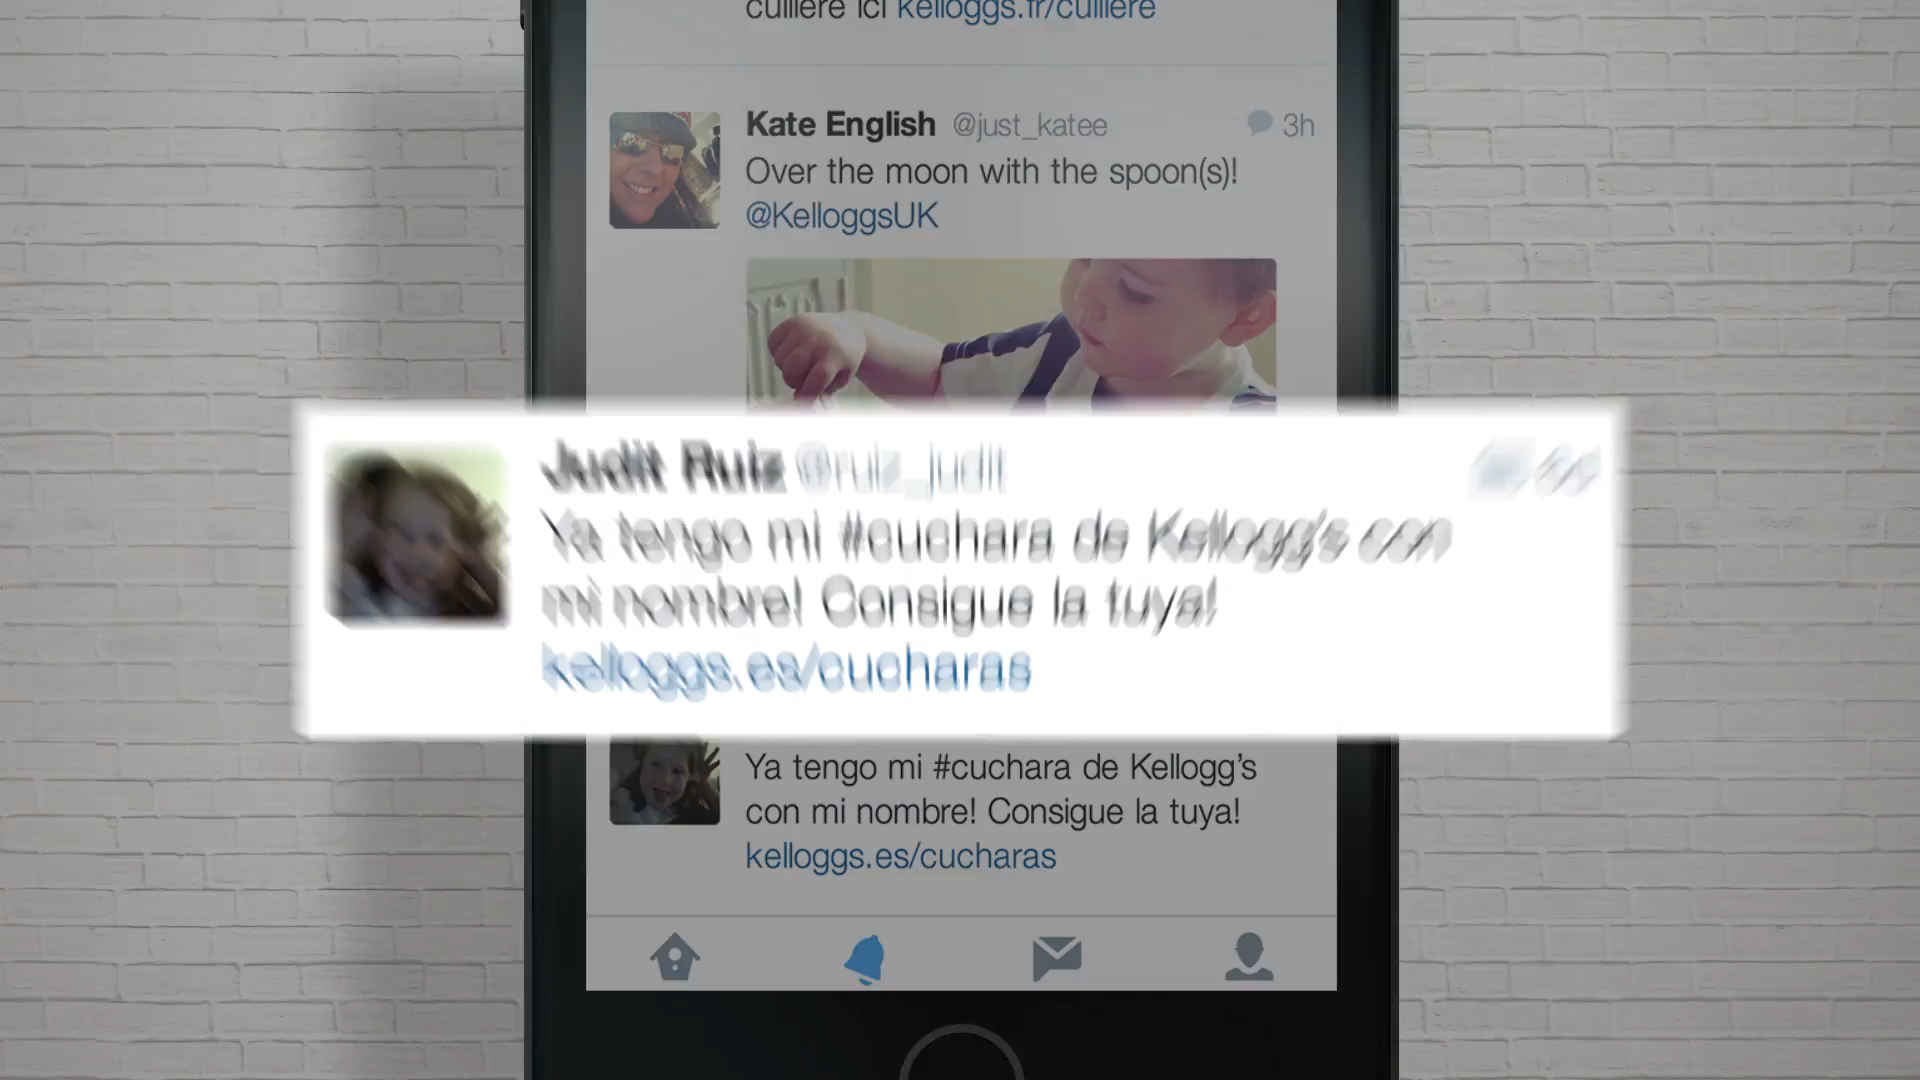 cuillère ici kelloggs.fr/cuillere
Kate English @just_katee 3h
Over the moon with the spoon(s)!
@KelloggsUK
Judit Ruiz @ruiz_judit
Ya tengo mi #cuchara de Kellogg's con
mi nombre! Consigue la tuya!
kelloggs.es/cucharas
Ya tengo mi #cuchara de Kellogg's
con mi nombre! Consigue la tuya!
kelloggs.es/cucharas